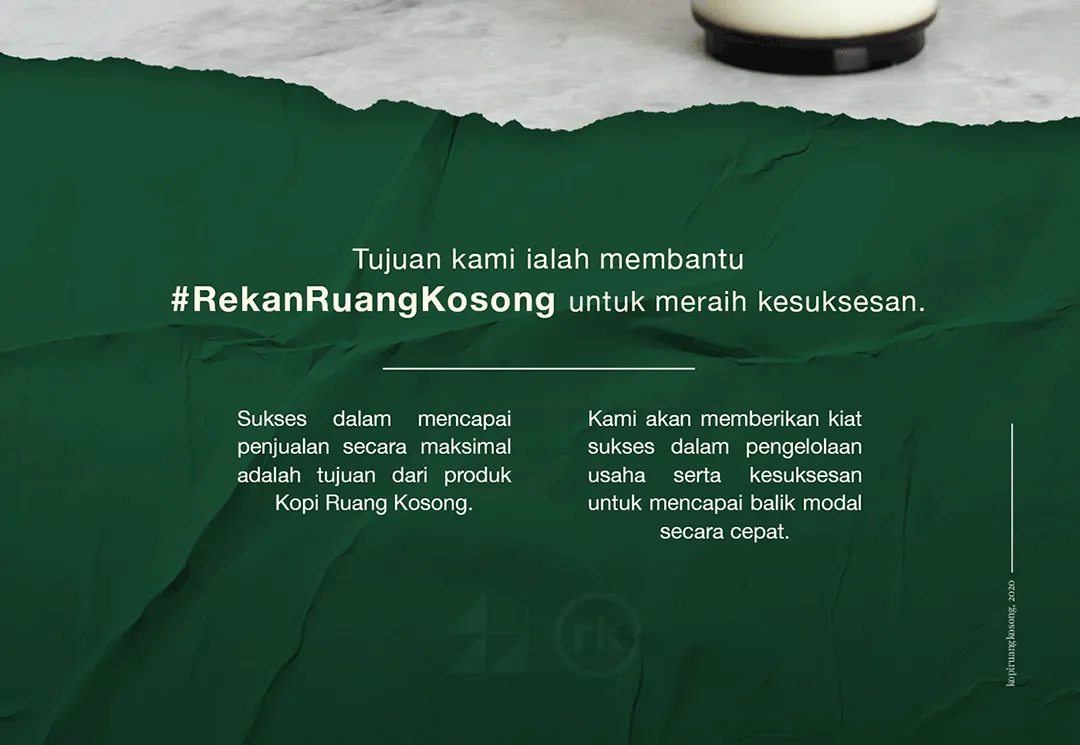 Tujuan kami ialah membantu
#RekanRuangKosong untuk meraih kesuksesan.
Sukses dalam mencapai
penjualan secara maksimal
adalah tujuan dari produk
Kopi Ruang Kosong.
Kami akan memberikan kiat
sukses dalam pengelolaan
usaha serta kesuksesan
untuk mencapai balik modal
secara cepat.
rk
kopiruangkosong, 2020